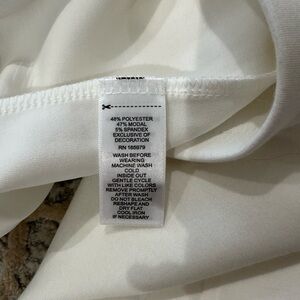 48% POLYESTER
47% MODAL
5% SPANDEX
EXCLUSIVE OF
DECORATION
RN 160979
WASH BEFORE
WEARING
MACHINE WASH
COLD
INSIDE OUT
GENTLE CYCLE
WITH LIKE COLORS
REMOVE PROMPTLY
AFTER WASH
DO NOT BLEACH
RESHAPE AND
DRY FLAT
COOL IRON
IF NECESSARY